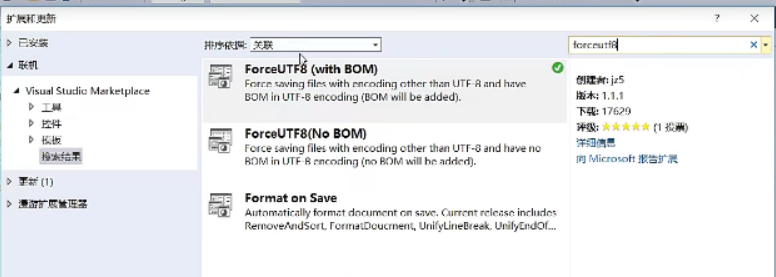 扩展和更新
? ×
▷ 已安装
排序依据: 关联
forceutf8
◢ 联机
ForceUTF8 (with BOM)
Force saving files with encoding other than UTF-8 and have
BOM in UTF-8 encoding (BOM will be added).
创建者: jz5
版本: 1.1.1
下载: 17629
评级: ★★★★★ (1 投票)
详细信息
向 Microsoft 报告扩展
◢ Visual Studio Marketplace
▷ 工具
▷ 控件
▷ 模板
搜索结果
ForceUTF8(No BOM)
Force saving files with encoding other than UTF-8 and have no
BOM in UTF-8 encoding (no BOM will be added).
▷ 更新 (1)
▷ 漫游扩展管理器
Format on Save
Automatically format document on save. Current release includes
RemoveAndSort, FormatDoucment, UnifyLineBreak, UnifyEndOf...